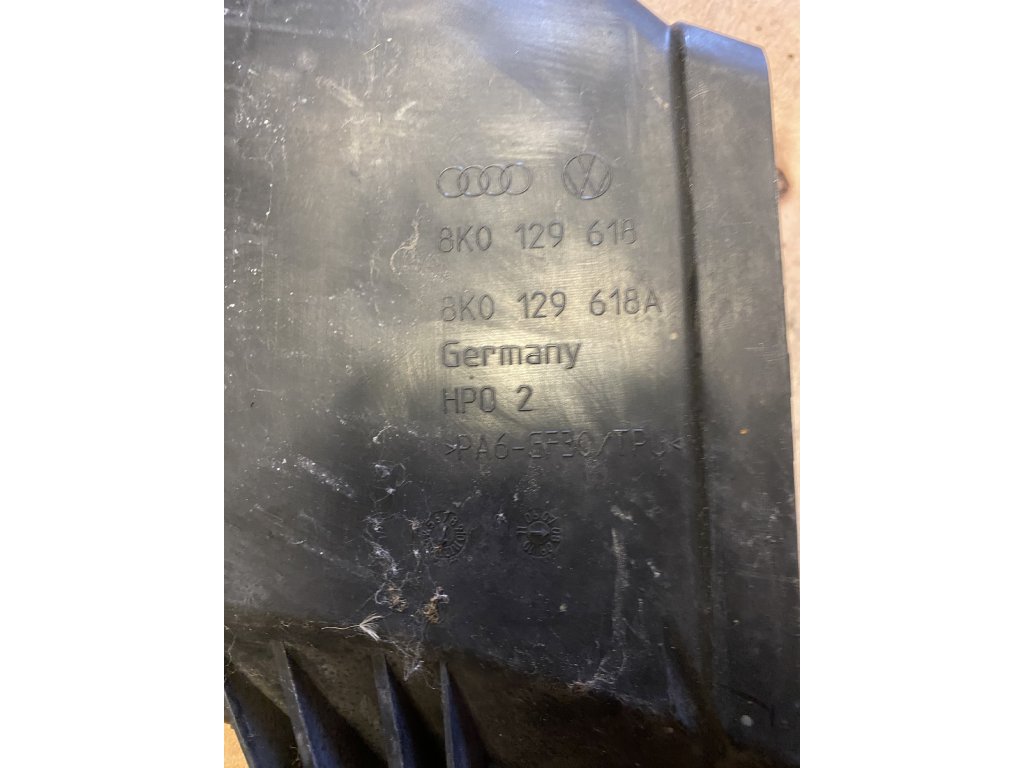 8K0 129 618
8K0 129 618A
Germany
HPO 2
>PA6-GF30/TPU<